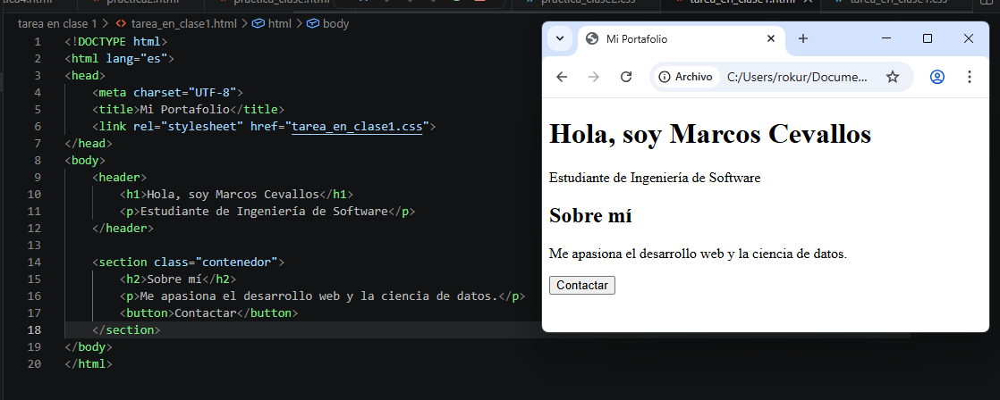 tarea en clase 1 > tarea_en_clase1.html > html > body
1 <!DOCTYPE html>
2 <html lang="es">
3 <head>
4 <meta charset="UTF-8">
5 <title>Mi Portafolio</title>
6 <link rel="stylesheet" href="tarea_en_clase1.css">
7 </head>
8 <body>
9 <header>
10 <h1>Hola, soy Marcos Cevallos</h1>
11 <p>Estudiante de Ingeniería de Software</p>
12 </header>
13
14 <section class="contenedor">
15 <h2>Sobre mí</h2>
16 <p>Me apasiona el desarrollo web y la ciencia de datos.</p>
17 <button>Contactar</button>
18 </section>
19 </body>
20 </html>
Mi Portafolio
Archivo C:/Users/rokur/Docume...
Hola, soy Marcos Cevallos
Estudiante de Ingeniería de Software
Sobre mí
Me apasiona el desarrollo web y la ciencia de datos.
Contactar